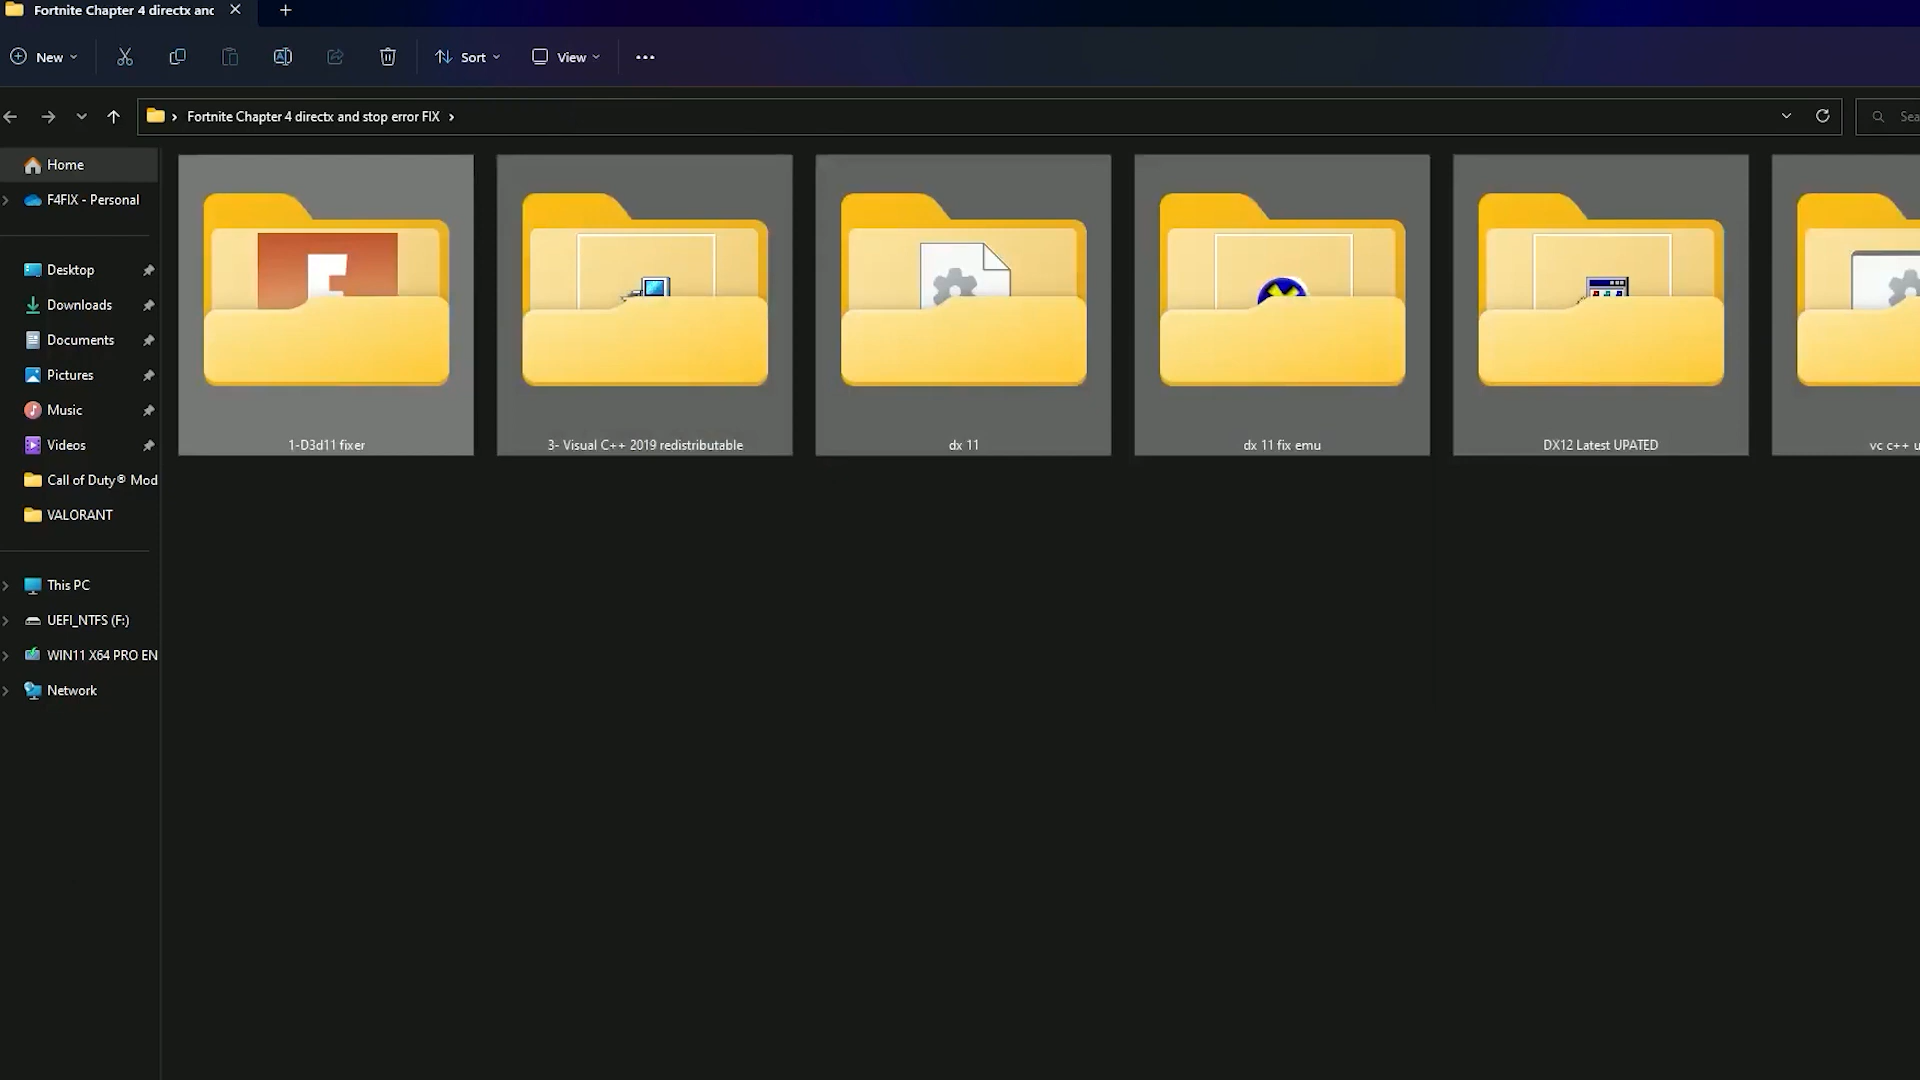 Fortnite Chapter 4 directx and
New
Sort
View
Fortnite Chapter 4 directx and stop error FIX
Sea
Home
F4FIX - Personal
Desktop
Downloads
Documents
Pictures
Music
Videos
Call of Duty® Mod
VALORANT
This PC
UEFI_NTFS (F:)
WIN11 X64 PRO EN
Network
1-D3d11 fixer
3- Visual C++ 2019 redistributable
dx 11
dx 11 fix emu
DX12 Latest UPATED
vc c++ u